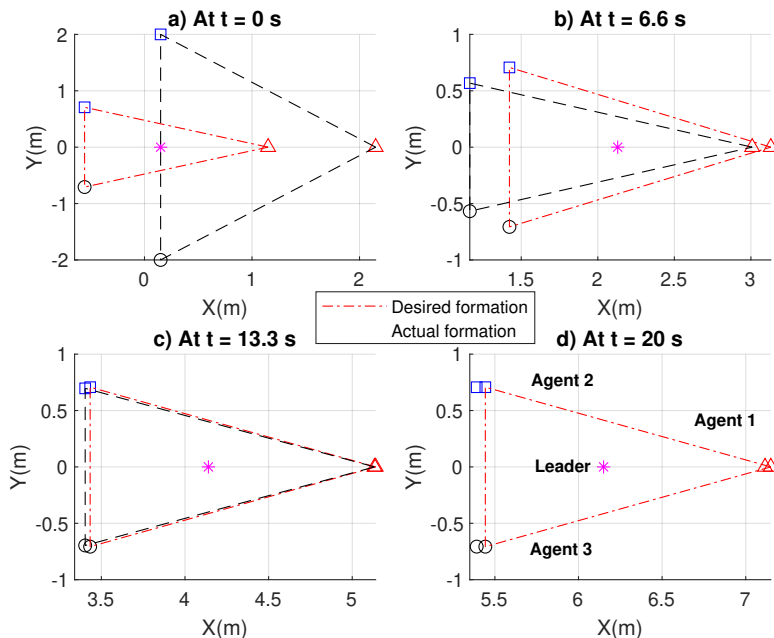 a) At t = 0 s
2
1
0
-1
-2
Y(m)
0
1
2
X(m)
b) At t = 6.6 s
1
0.5
0
-0.5
-1
Y(m)
1.5
2
2.5
3
X(m)
Desired formation
Actual formation
c) At t = 13.3 s
1
0.5
0
-0.5
-1
Y(m)
3.5
4
4.5
5
X(m)
d) At t = 20 s
1
0.5
0
-0.5
-1
Y(m)
Agent 2
Agent 1
Leader
Agent 3
5.5
6
6.5
7
X(m)